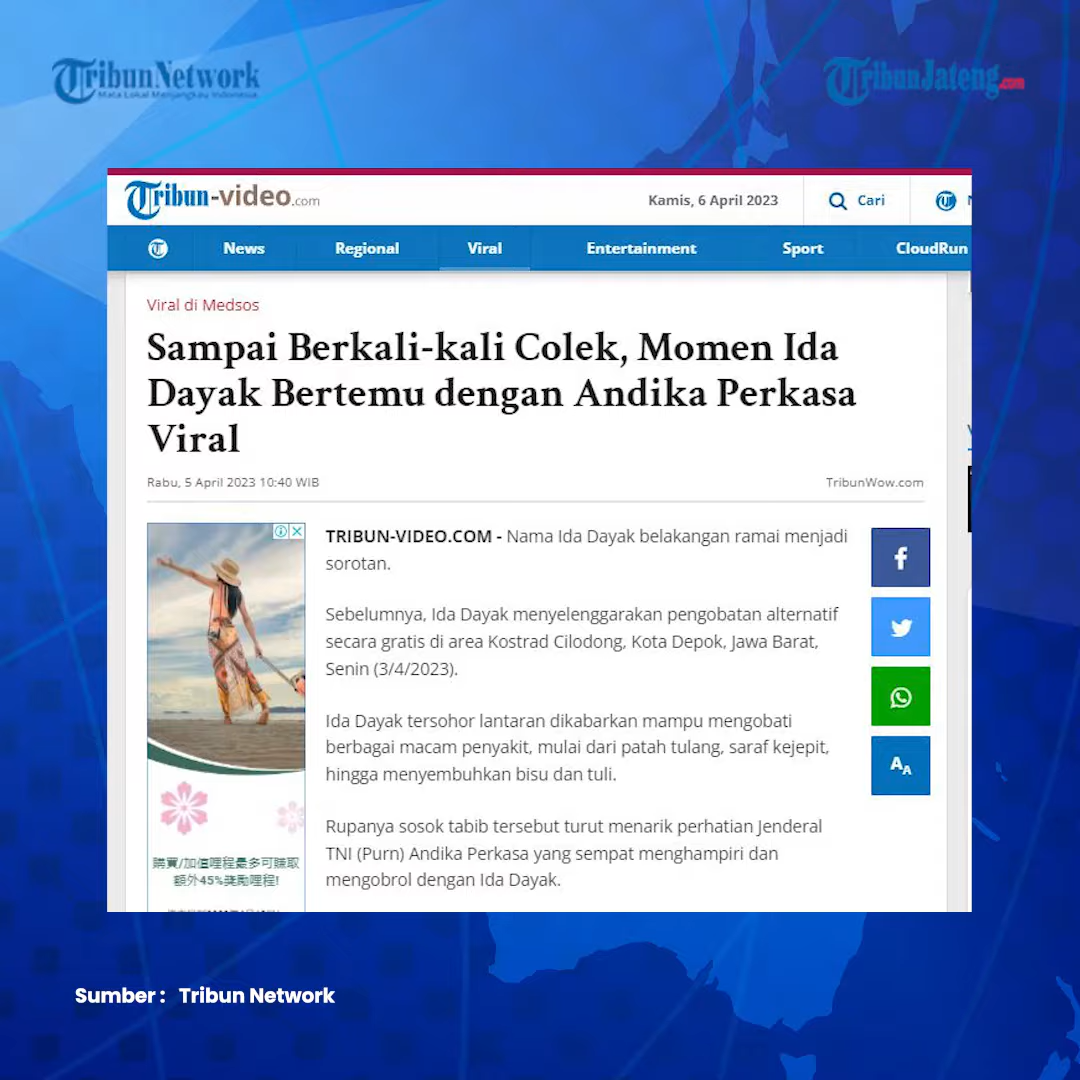 TribunNetwork
Mata Lokal Menjangkau Indonesia
TribunJateng.com
Tribun-video.com
Kamis, 6 April 2023
Cari
News
Regional
Viral
Entertainment
Sport
CloudRun
Viral di Medsos
Sampai Berkali-kali Colek, Momen Ida
Dayak Bertemu dengan Andika Perkasa
Viral
Rabu, 5 April 2023 10:40 WIB
TribunWow.com
TRIBUN-VIDEO.COM - Nama Ida Dayak belakangan ramai menjadi
sorotan.
Sebelumnya, Ida Dayak menyelenggarakan pengobatan alternatif
secara gratis di area Kostrad Cilodong, Kota Depok, Jawa Barat,
Senin (3/4/2023).
Ida Dayak tersohor lantaran dikabarkan mampu mengobati
berbagai macam penyakit, mulai dari patah tulang, saraf kejepit,
hingga menyembuhkan bisu dan tuli.
Rupanya sosok tabib tersebut turut menarik perhatian Jenderal
TNI (Purn) Andika Perkasa yang sempat menghampiri dan
mengobrol dengan Ida Dayak.
購買/加值哩程最多可賺取
額外45%獎勵哩程!
Sumber : Tribun Network